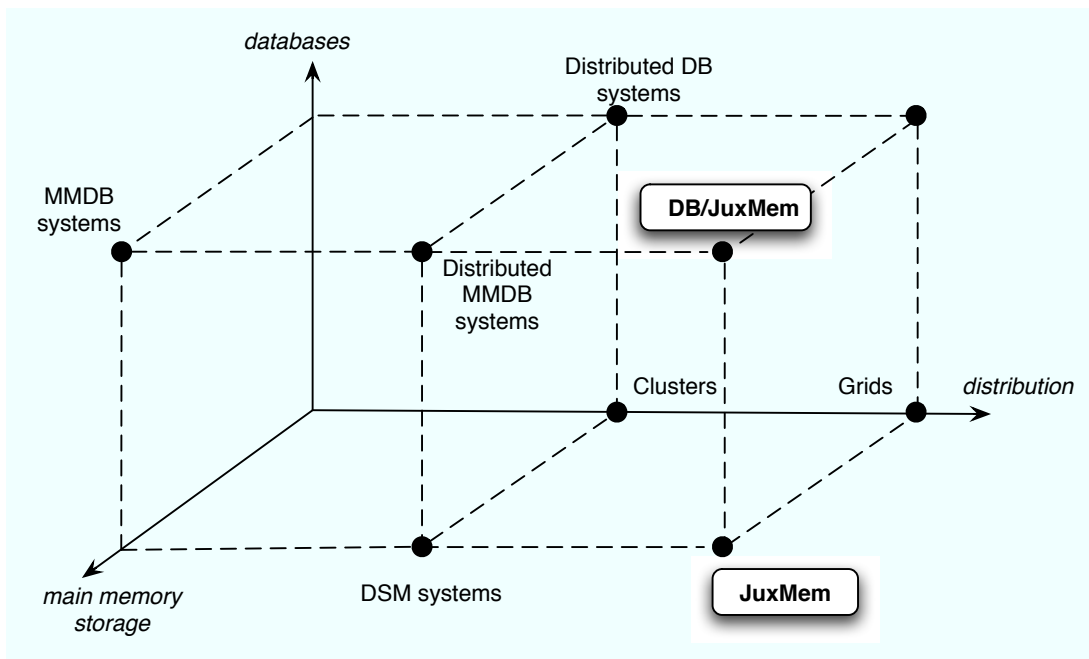 databases
Distributed DB
systems
MMDB
systems
DB/JuxMem
Distributed
MMDB
systems
Clusters
Grids
distribution
DSM systems
JuxMem
main memory
storage